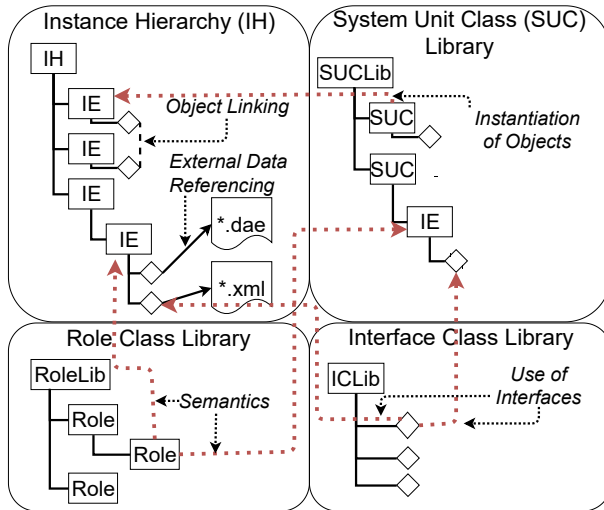 Instance Hierarchy (IH)
IH
IE
Object Linking
IE
External Data
Referencing
IE
IE
*.dae
*.xml
System Unit Class (SUC)
Library
SUCLib
SUC
Instantiation
of Objects
SUC
IE
Role Class Library
RoleLib
Role
Semantics
Role
Role
Interface Class Library
ICLib
Use of
Interfaces